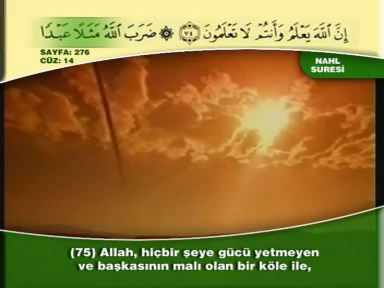 إِنَّ اللَّهَ يَعْلَمُ وَأَنْتُمْ لَا تَعْلَمُونَ ﴿٧٤﴾ ۞ ضَرَبَ اللَّهُ مَثَلًا عَبْدًا
SAYFA: 276
CÜZ: 14
NAHL
SURESİ
(75) Allah, hiçbir şeye gücü yetmeyen
ve başkasının malı olan bir köle ile,